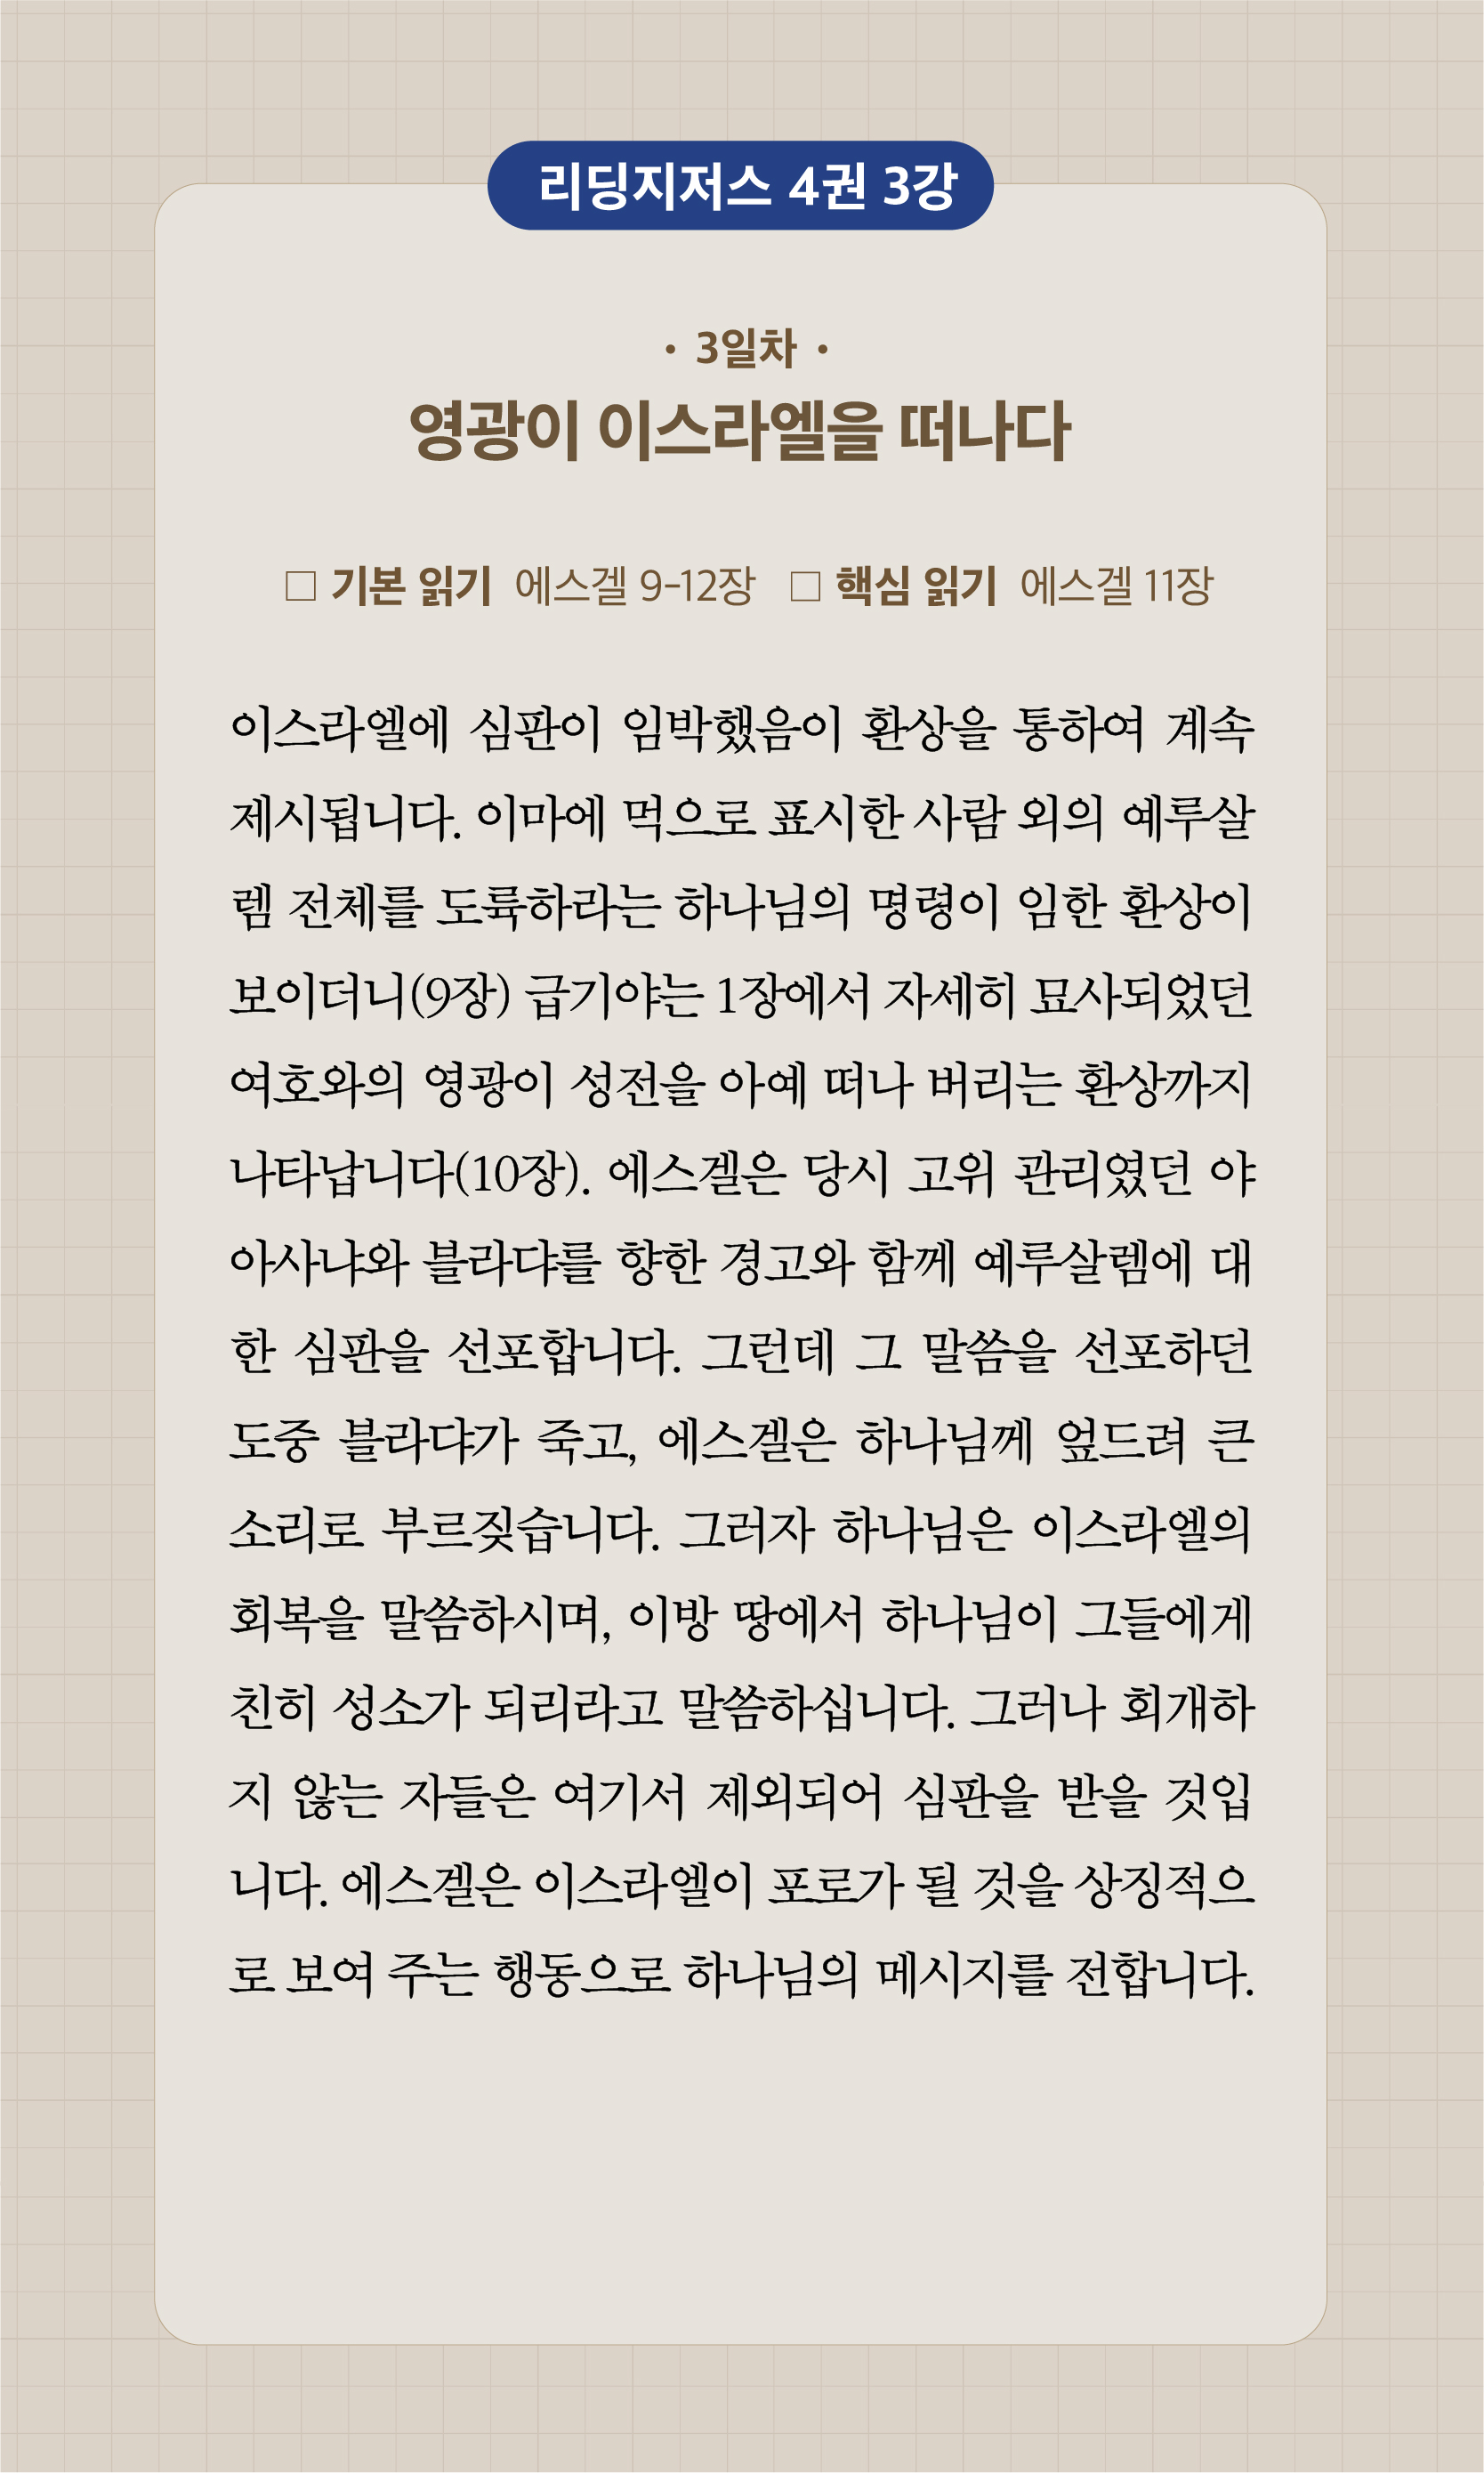 리딩지저스 4권 3강
· 3일차 ·
영광이 이스라엘을 떠나다
□ 기본 읽기 에스겔 9-12장 □ 핵심 읽기 에스겔 11장
이스라엘에 심판이 임박했음이 환상을 통하여 계속
제시됩니다. 이마에 먹으로 표시한 사람 외의 예루살
렘 전체를 도륙하라는 하나님의 명령이 임한 환상이
보이더니(9장) 급기야는 1장에서 자세히 묘사되었던
여호와의 영광이 성전을 아예 떠나 버리는 환상까지
나타납니다(10장). 에스겔은 당시 고위 관리였던 야
아사냐와 블라댜를 향한 경고와 함께 예루살렘에 대
한 심판을 선포합니다. 그런데 그 말씀을 선포하던
도중 블라댜가 죽고, 에스겔은 하나님께 엎드려 큰
소리로 부르짖습니다. 그러자 하나님은 이스라엘의
회복을 말씀하시며, 이방 땅에서 하나님이 그들에게
친히 성소가 되리라고 말씀하십니다. 그러나 회개하
지 않는 자들은 여기서 제외되어 심판을 받을 것입
니다. 에스겔은 이스라엘이 포로가 될 것을 상징적으
로 보여 주는 행동으로 하나님의 메시지를 전합니다.